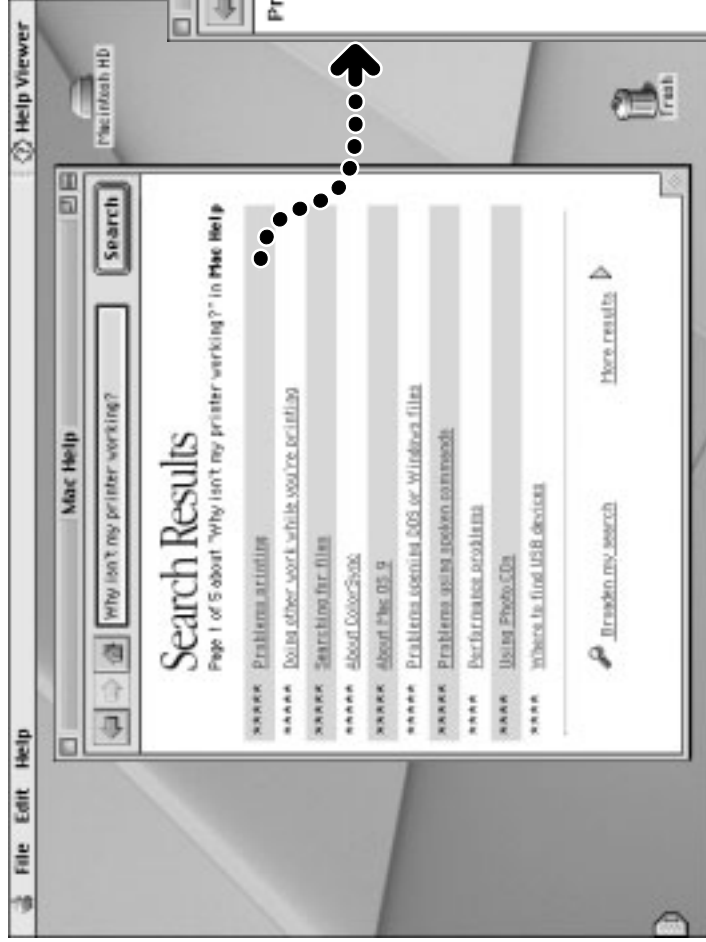 File Edit Help
Help Viewer
Macintosh HD
Mac Help
Why isn't my printer working?
Search
Search Results
Page 1 of 5 about "Why isn't my printer working?" in Mac Help
***** Problems printing
***** Doing other work while you're printing
***** Searching for files
***** About ColorSync
***** About Mac OS 9
***** Problems opening DOS or Windows files
***** Problems using spoken commands
**** Performance problems
**** Using Photo CDs
**** Where to find USB devices
Broaden my search
More results
Trash
Pr